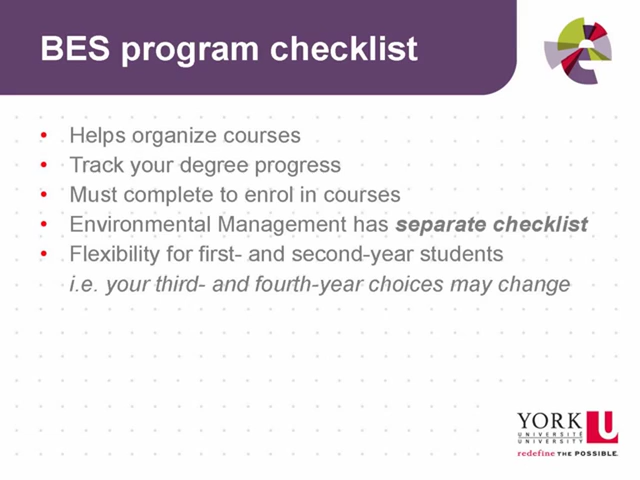 BES program checklist
• Helps organize courses
• Track your degree progress
• Must complete to enrol in courses
• Environmental Management has separate checklist
• Flexibility for first- and second-year students
i.e. your third- and fourth-year choices may change
YORK U
UNIVERSITÉ
UNIVERSITY
redefine THE POSSIBLE.